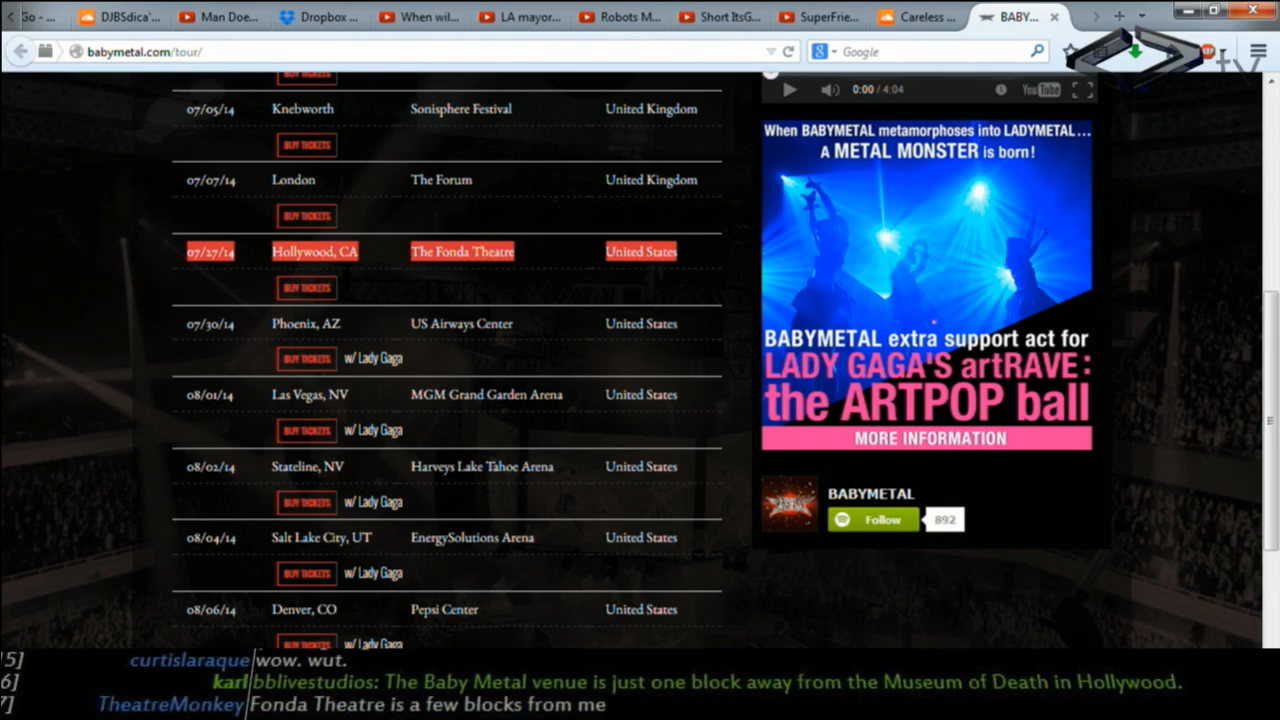 Go - ...
DJBSdica'...
Man Doe...
Dropbox ...
When wil...
LA mayor...
Robots M...
Short ItsG...
SuperFrie...
Careless ...
BABY...
babymetal.com/tour/
Google
tv
BUY TICKETS
07/05/14 Knebworth Sonisphere Festival United Kingdom
BUY TICKETS
07/07/14 London The Forum United Kingdom
BUY TICKETS
07/27/14 Hollywood, CA The Fonda Theatre United States
BUY TICKETS
07/30/14 Phoenix, AZ US Airways Center United States
BUY TICKETS w/ Lady Gaga
08/01/14 Las Vegas, NV MGM Grand Garden Arena United States
BUY TICKETS w/ Lady Gaga
08/02/14 Stateline, NV Harveys Lake Tahoe Arena United States
BUY TICKETS w/ Lady Gaga
08/04/14 Salt Lake City, UT EnergySolutions Arena United States
BUY TICKETS w/ Lady Gaga
08/06/14 Denver, CO Pepsi Center United States
BUY TICKETS w/ Lady Gaga
0:00 / 4:04 YouTube
When BABYMETAL metamorphoses into LADYMETAL...
A METAL MONSTER is born!
BABYMETAL extra support act for
LADY GAGA'S artRAVE:
the ARTPOP ball
MORE INFORMATION
BABYMETAL
Follow 892
5] curtislaraque wow. wut.
6] karl bblivestudios: The Baby Metal venue is just one block away from the Museum of Death in Hollywood.
7] TheatreMonkey Fonda Theatre is a few blocks from me